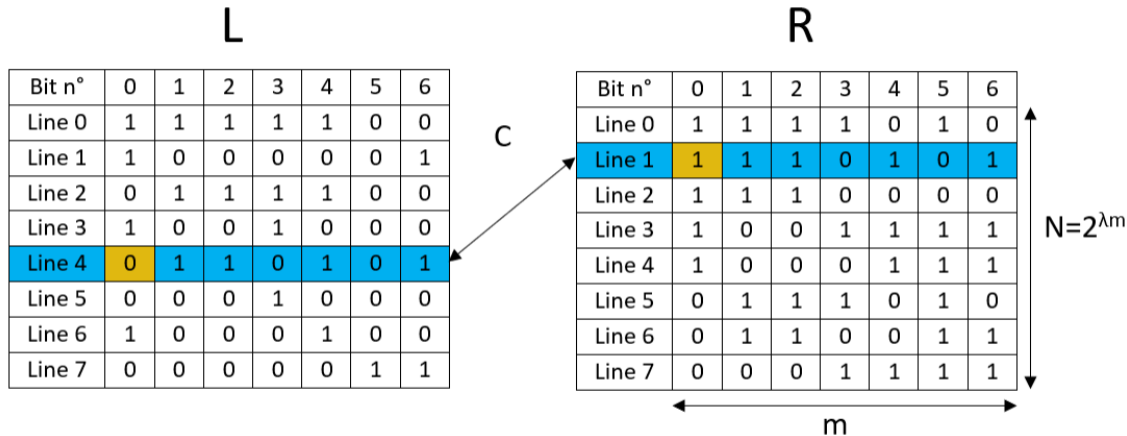 L
Bit n° 0 1 2 3 4 5 6
Line 0 1 1 1 1 1 0 0
Line 1 1 0 0 0 0 0 1
Line 2 0 1 1 1 1 0 0
Line 3 1 0 0 1 0 0 0
Line 4 0 1 1 0 1 0 1
Line 5 0 0 0 1 0 0 0
Line 6 1 0 0 0 1 0 0
Line 7 0 0 0 0 0 1 1
C
R
Bit n° 0 1 2 3 4 5 6
Line 0 1 1 1 1 0 1 0
Line 1 1 1 1 0 1 0 1
Line 2 1 1 1 0 0 0 0
Line 3 1 0 0 1 1 1 1
Line 4 1 0 0 0 1 1 1
Line 5 0 1 1 1 0 1 0
Line 6 0 1 1 0 0 1 1
Line 7 0 0 0 1 1 1 1
N=2^λm
m